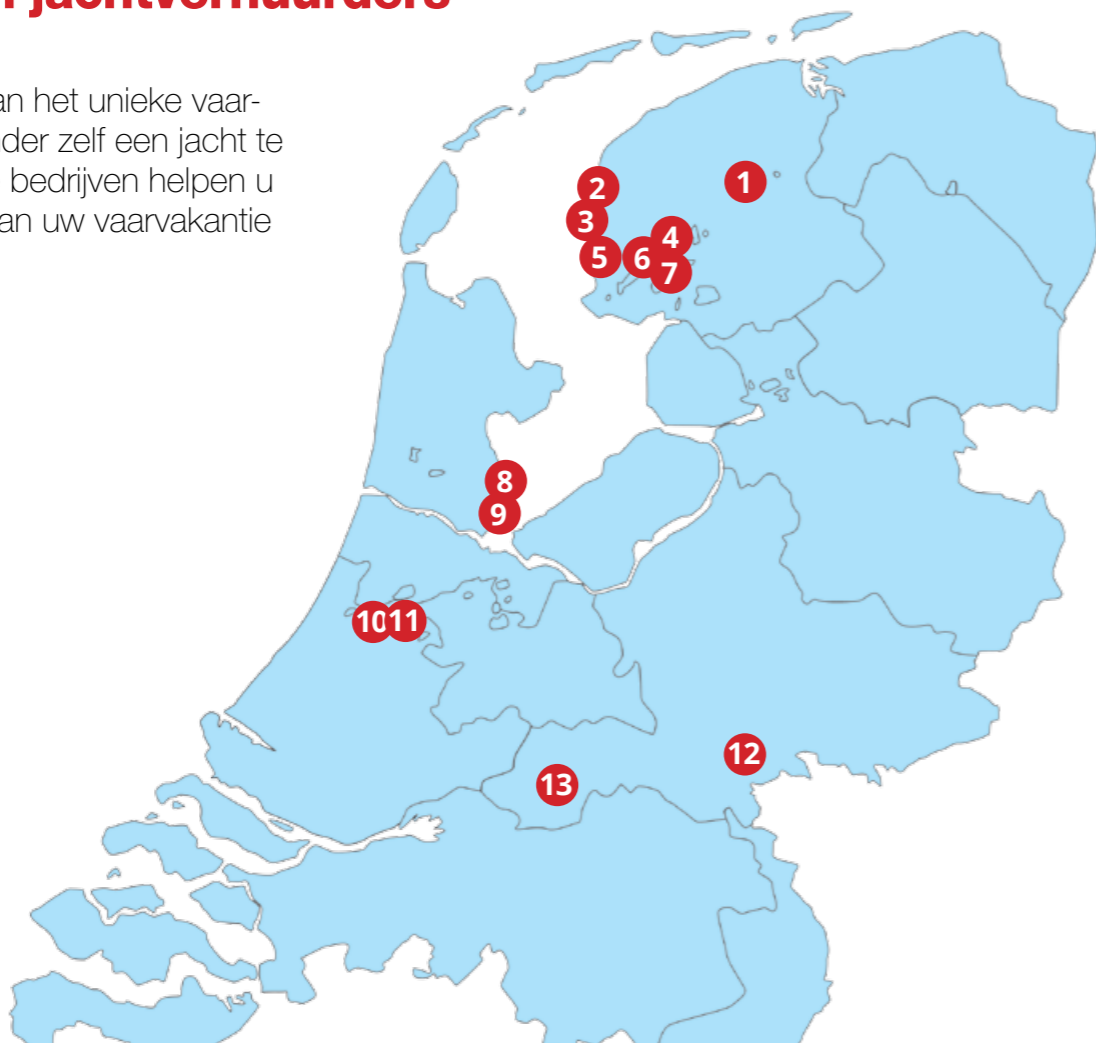 jachtverhuurders
an het unieke vaar-
der zelf een jacht te
bedrijven helpen u
an uw vaarvakantie
1
2
3
4
5
6
7
8
9
10
11
12
13